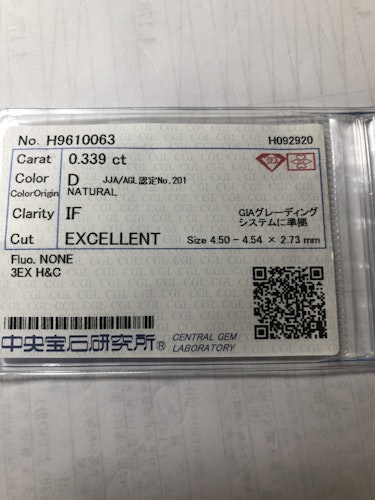 No. H9610063 H092920
Carat 0.339 ct
Color D JJA/AGL認定No.201
ColorOrigin NATURAL
Clarity IF GIAグレーディング
システムに準拠
Cut EXCELLENT Size 4.50 - 4.54 × 2.73 mm
Fluo. NONE
3EX H&C
中央宝石研究所® CENTRAL GEM
LABORATORY